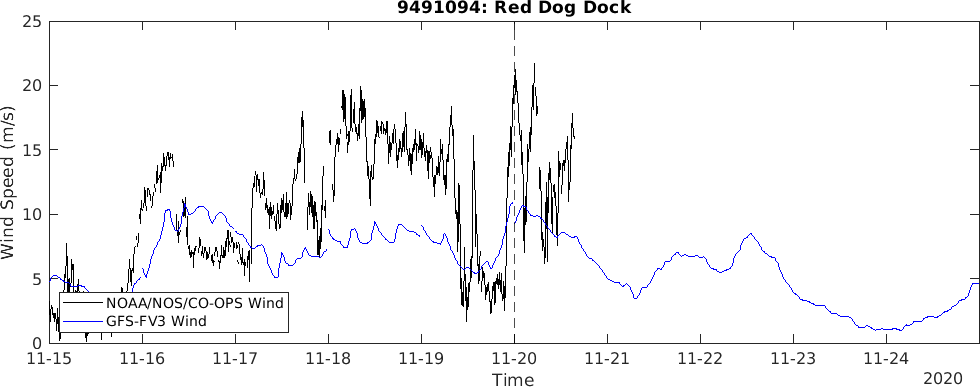 9491094: Red Dog Dock
25
20
15
10
5
0
Wind Speed (m/s)
NOAA/NOS/CO-OPS Wind
GFS-FV3 Wind
11-15 11-16 11-17 11-18 11-19 11-20 11-21 11-22 11-23 11-24
Time
2020